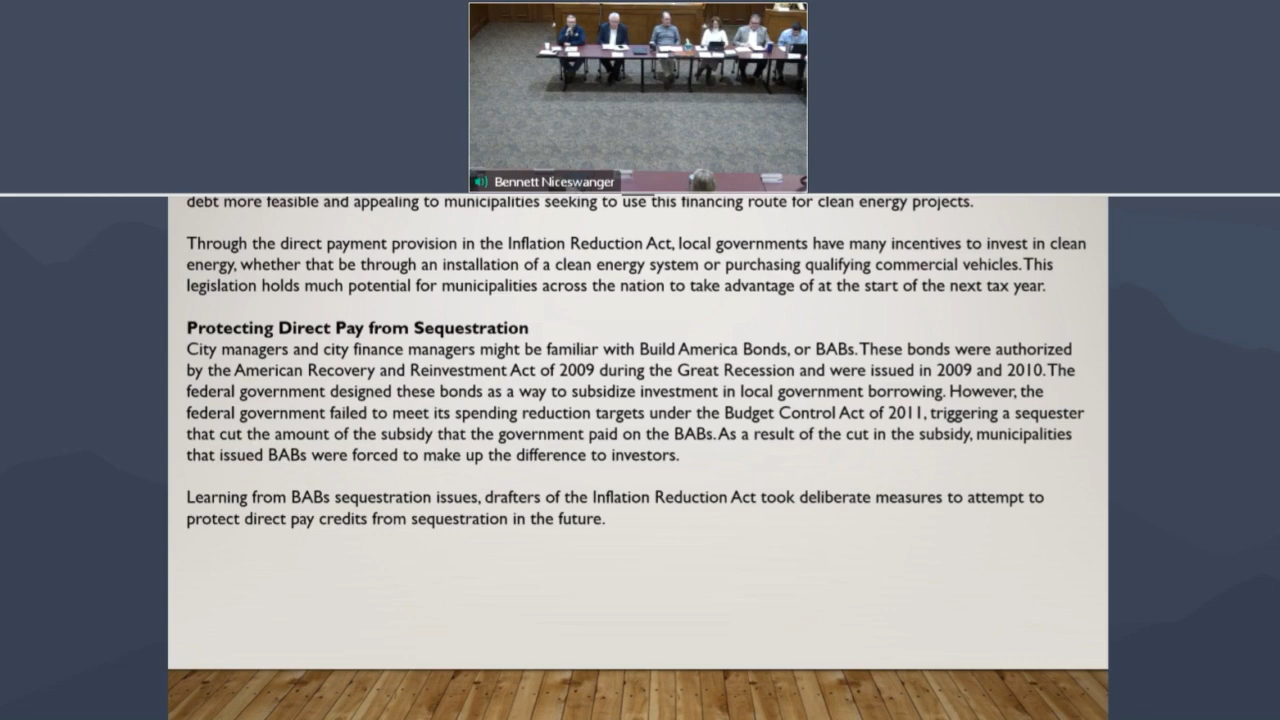 Bennett Niceswanger
debt more feasible and appealing to municipalities seeking to use this financing route for clean energy projects.
Through the direct payment provision in the Inflation Reduction Act, local governments have many incentives to invest in clean
energy, whether that be through an installation of a clean energy system or purchasing qualifying commercial vehicles. This
legislation holds much potential for municipalities across the nation to take advantage of at the start of the next tax year.
Protecting Direct Pay from Sequestration
City managers and city finance managers might be familiar with Build America Bonds, or BABs. These bonds were authorized
by the American Recovery and Reinvestment Act of 2009 during the Great Recession and were issued in 2009 and 2010. The
federal government designed these bonds as a way to subsidize investment in local government borrowing. However, the
federal government failed to meet its spending reduction targets under the Budget Control Act of 2011, triggering a sequester
that cut the amount of the subsidy that the government paid on the BABs. As a result of the cut in the subsidy, municipalities
that issued BABs were forced to make up the difference to investors.
Learning from BABs sequestration issues, drafters of the Inflation Reduction Act took deliberate measures to attempt to
protect direct pay credits from sequestration in the future.